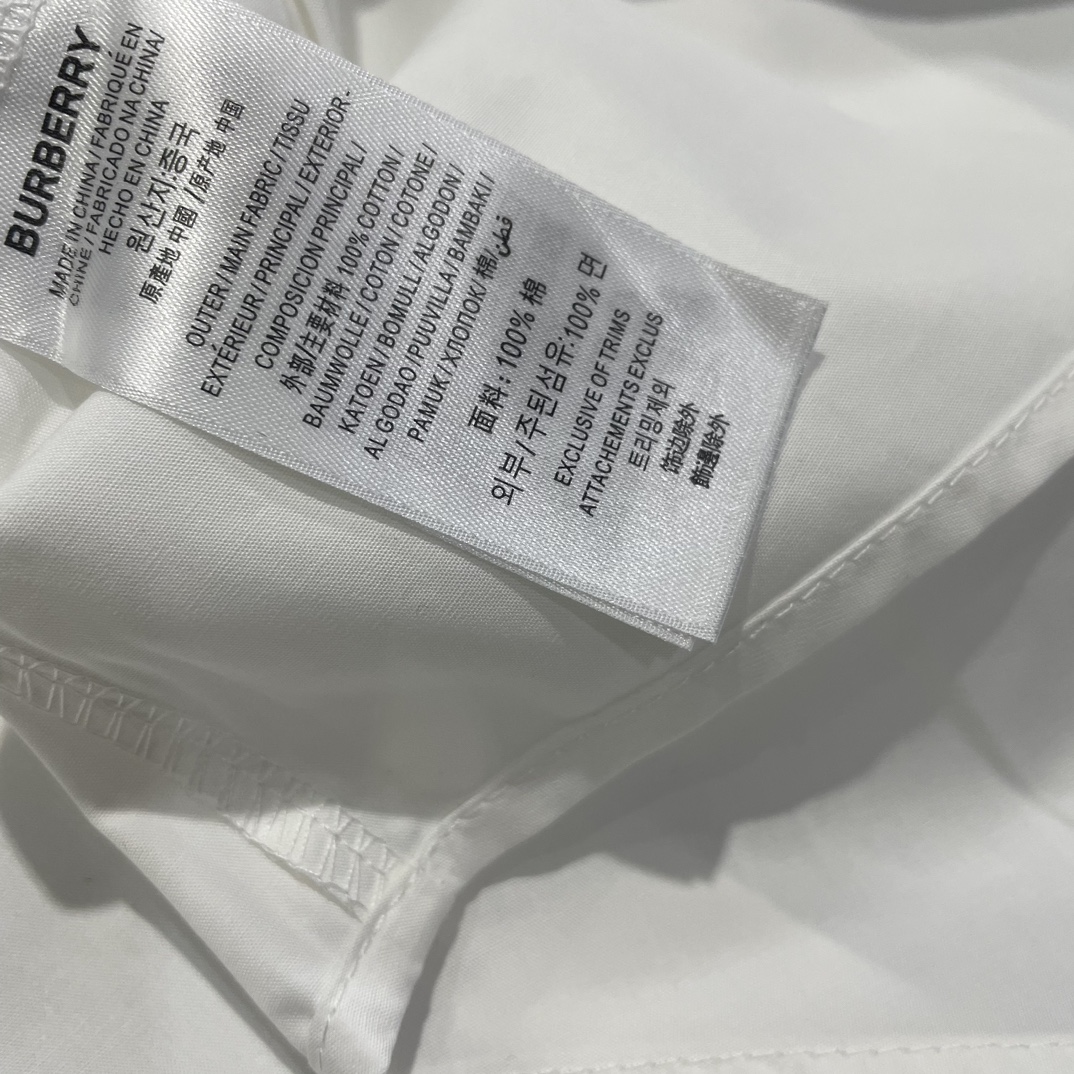 BURBERRY
MADE IN CHINA / FABRIQUÉ EN
CHINE / FABRICADO NA CHINA/
HECHO EN CHINA
원산지:중국
原產地 中國 /原产地 中国
OUTER/MAIN FABRIC/TISSU
EXTÉRIEUR/PRINCIPAL/EXTERIOR-
COMPOSICION PRINCIPAL/
外部/主要材料 100% COTTON/
BAUMWOLLE/COTON/COTONE/
KATOEN/BOMULL/ALGODON/
ALGODAO/PUUVILLA/BAMBAKI/
PAMUK/ХЛОПОК/棉/قطن
面料: 100% 棉
외부/주된섬유:100% 면
EXCLUSIVE OF TRIMS
ATTACHEMENTS EXCLUS
트리밍제외
饰边除外
飾邊除外